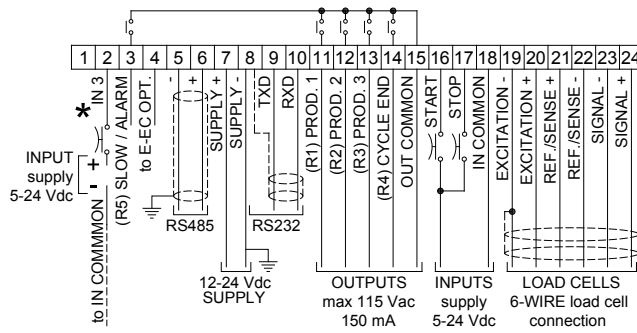 1 2 3 4 5 6 7 8 9 10 11 12 13 14 15 16 17 18 19 20 21 22 23 24
*
IN 3
(R5) SLOW / ALARM
to E-EC OPT.
-
+
SUPPLY +
SUPPLY -
TXD
RXD
(R1) PROD. 1
(R2) PROD. 2
(R3) PROD. 3
(R4) CYCLE END
OUT COMMON
START
STOP
IN COMMON
EXCITATION -
EXCITATION +
REF./SENSE +
REF./SENSE -
SIGNAL -
SIGNAL +
INPUT
supply
5-24 Vdc
+
-
to IN COMMMON
RS485
RS232
12-24 Vdc
SUPPLY
OUTPUTS
max 115 Vac
150 mA
INPUTS
supply
5-24 Vdc
LOAD CELLS
6-WIRE load cell
connection